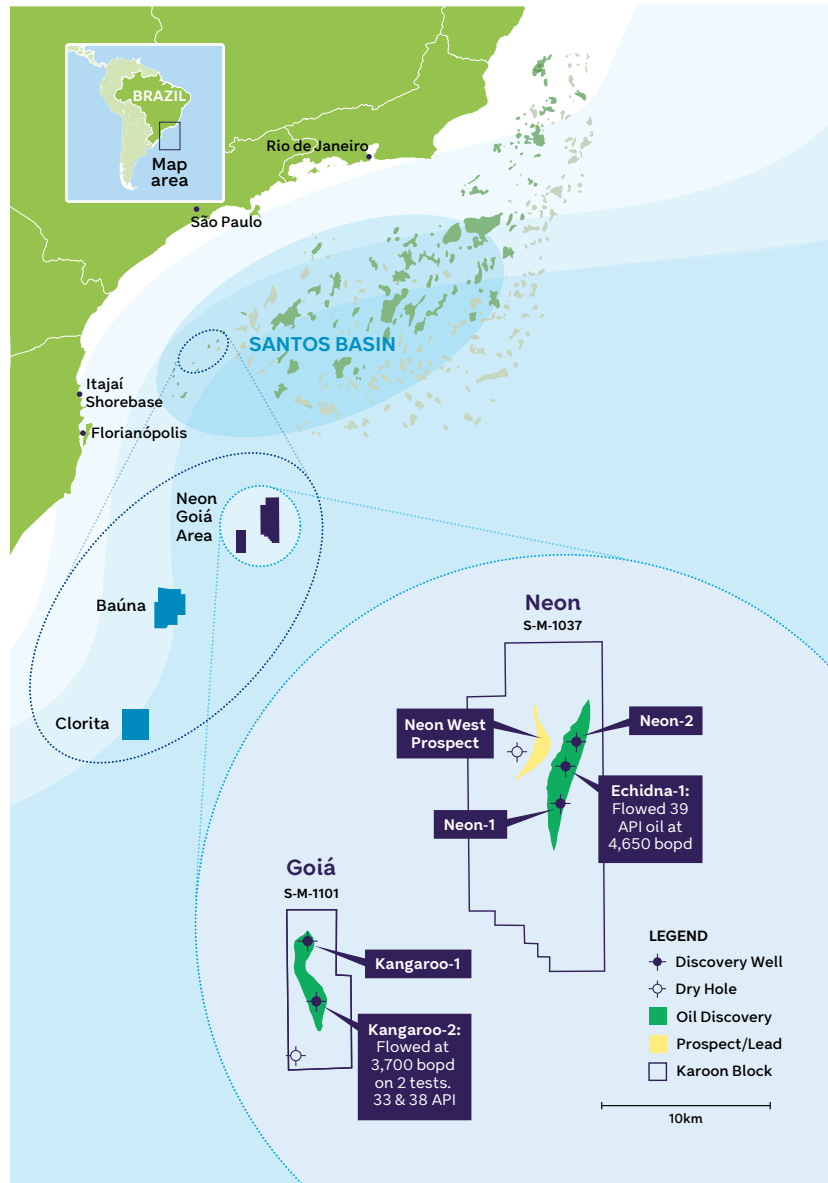 BRAZIL
Map
area
Rio de Janeiro
São Paulo
SANTOS BASIN
Itajaí
Shorebase
Florianópolis
Neon
Goiá
Area
Baúna
Clorita
Neon
S-M-1037
Neon West
Prospect
Neon-2
Echidna-1:
Flowed 39
API oil at
4,650 bopd
Neon-1
Goiá
S-M-1101
Kangaroo-1
Kangaroo-2:
Flowed at
3,700 bopd
on 2 tests.
33 & 38 API
LEGEND
Discovery Well
Dry Hole
Oil Discovery
Prospect/Lead
Karoon Block
10km